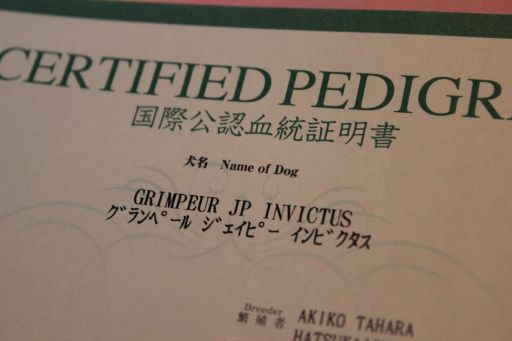 CERTIFIED PEDIGR
国際公認血統証明書
犬名 Name of Dog
GRIMPEUR JP INVICTUS
グランペール ジェイピー インビクタス
Breeder
繁殖者 AKIKO TAHARA